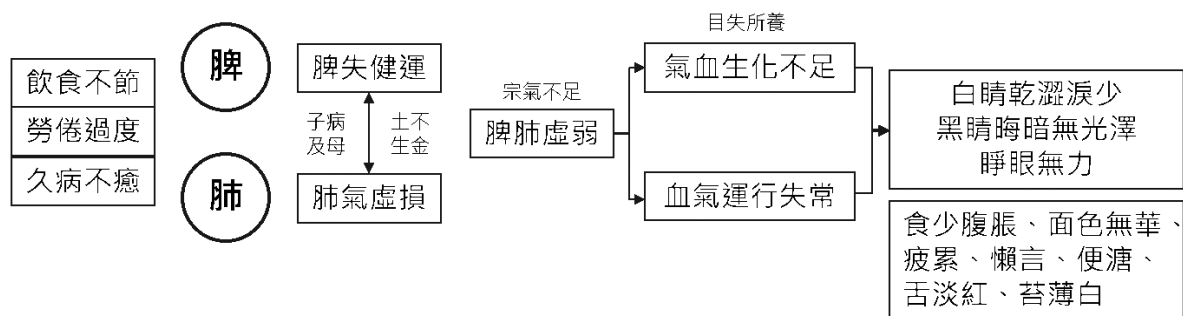 飲食不節
勞倦過度
久病不癒
脾
肺
脾失健運
子病
及母
土不
生金
肺氣虛損
宗氣不足
脾肺虛弱
目失所養
氣血生化不足
血氣運行失常
白睛乾澀淚少
黑睛晦暗無光澤
睜眼無力
食少腹脹、面色無華、
疲累、懶言、便溏、
舌淡紅、苔薄白